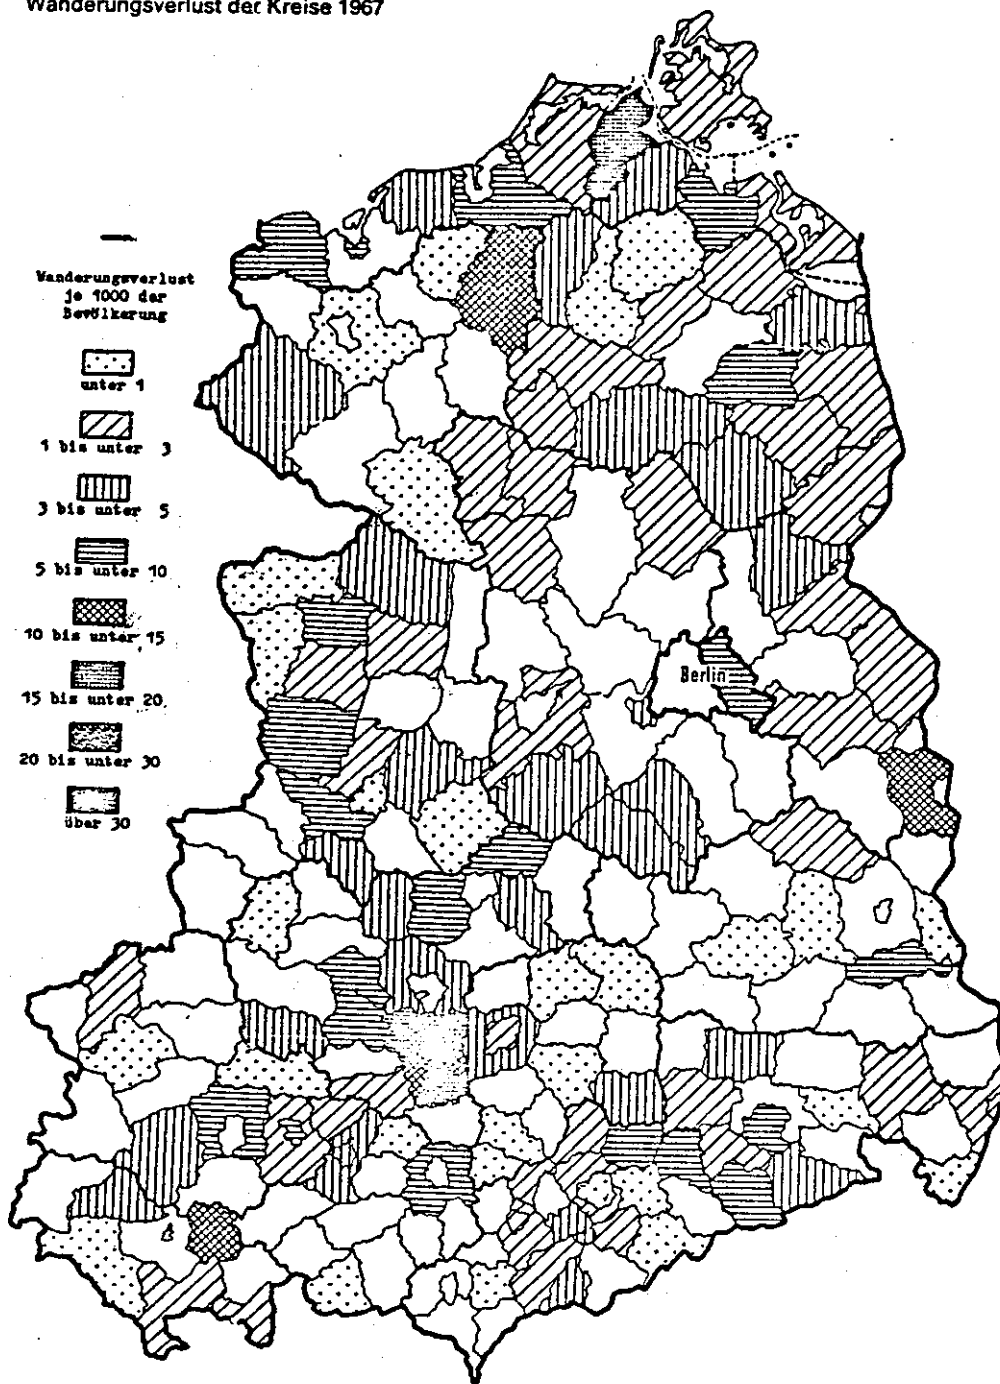 Wanderungsverlust der Kreise 1967
Wanderungsverlust
je 1000 der
Bevölkerung
unter 1
1 bis unter 3
3 bis unter 5
5 bis unter 10
10 bis unter 15
15 bis unter 20
20 bis unter 30
über 30
Berlin